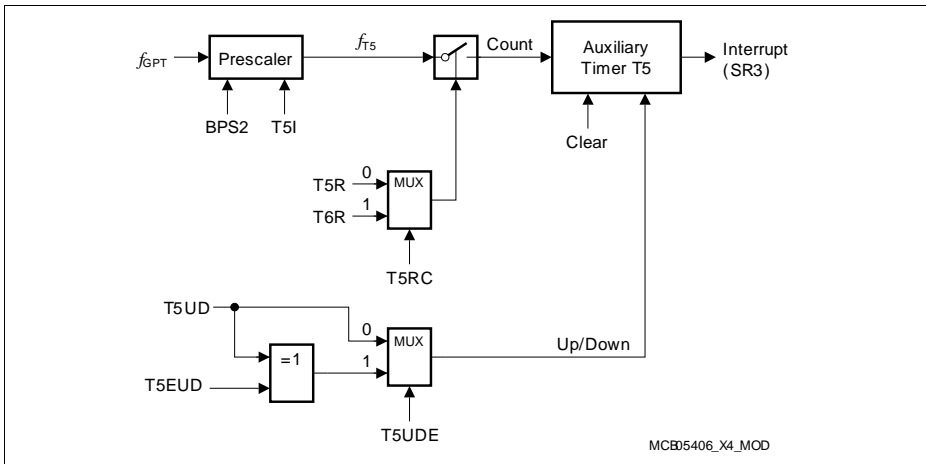 fGPT
Prescaler
fT5
Count
Auxiliary
Timer T5
Interrupt
(SR3)
BPS2
T5I
Clear
T5R
0
MUX
T6R
1
T5RC
T5UD
0
MUX
=1
1
Up/Down
T5EUD
T5UDE
MCB05406_X4_MOD